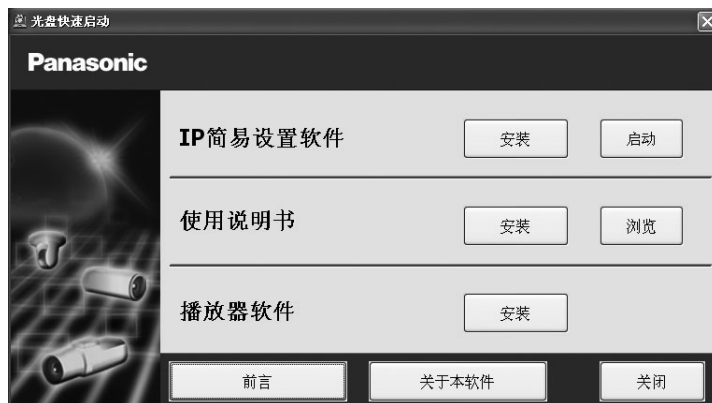 光盘快速启动
Panasonic
IP简易设置软件 安装 启动
使用说明书 安装 浏览
播放器软件 安装
前言 关于本软件 关闭